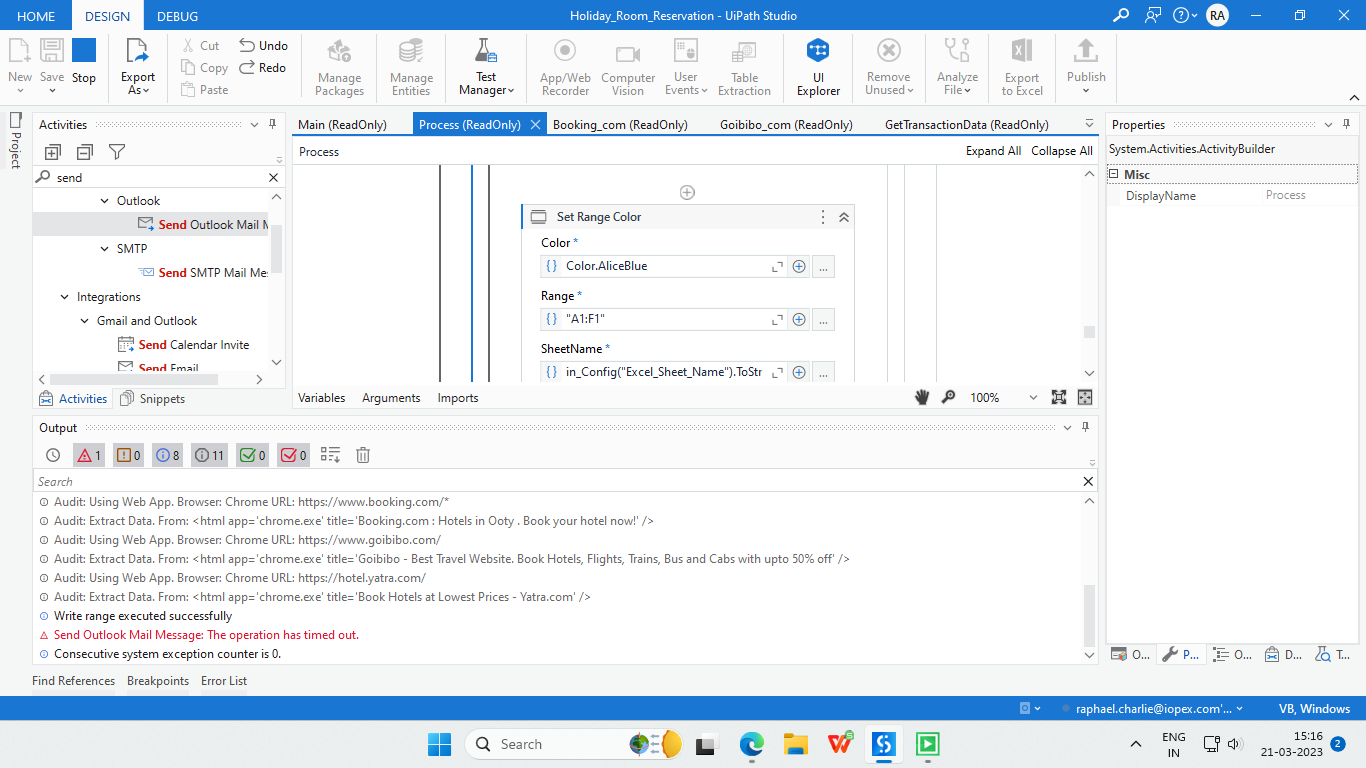 HOME DESIGN DEBUG Holiday_Room_Reservation - UiPath Studio RA
New Save Stop Export As Cut Copy Paste Undo Redo Manage Packages Manage Entities Test Manager App/Web Recorder Computer Vision User Events Table Extraction UI Explorer Remove Unused Analyze File Export to Excel Publish
Project
Activities
send
Outlook
Send Outlook Mail M
SMTP
Send SMTP Mail Me
Integrations
Gmail and Outlook
Send Calendar Invite
Send Email
Activities Snippets
Main (ReadOnly) Process (ReadOnly) Booking_com (ReadOnly) Goibibo_com (ReadOnly) GetTransactionData (ReadOnly)
Process Expand All Collapse All
Set Range Color
Color *
Color.AliceBlue ...
Range *
"A1:F1" ...
SheetName *
in_Config("Excel_Sheet_Name").ToStr ...
Variables Arguments Imports 100%
Properties
System.Activities.ActivityBuilder
Misc
DisplayName Process
O... P... O... D... T...
Output
1 0 8 11 0 0
Search
Audit: Using Web App. Browser: Chrome URL: https://www.booking.com/*
Audit: Extract Data. From: <html app='chrome.exe' title='Booking.com : Hotels in Ooty . Book your hotel now!' />
Audit: Using Web App. Browser: Chrome URL: https://www.goibibo.com/
Audit: Extract Data. From: <html app='chrome.exe' title='Goibibo - Best Travel Website. Book Hotels, Flights, Trains, Bus and Cabs with upto 50% off' />
Audit: Using Web App. Browser: Chrome URL: https://hotel.yatra.com/
Audit: Extract Data. From: <html app='chrome.exe' title='Book Hotels at Lowest Prices - Yatra.com' />
Write range executed successfully
Send Outlook Mail Message: The operation has timed out.
Consecutive system exception counter is 0.
Find References Breakpoints Error List
raphael.charlie@iopex.com'... VB, Windows
Search
ENG
IN
15:16
21-03-2023 2